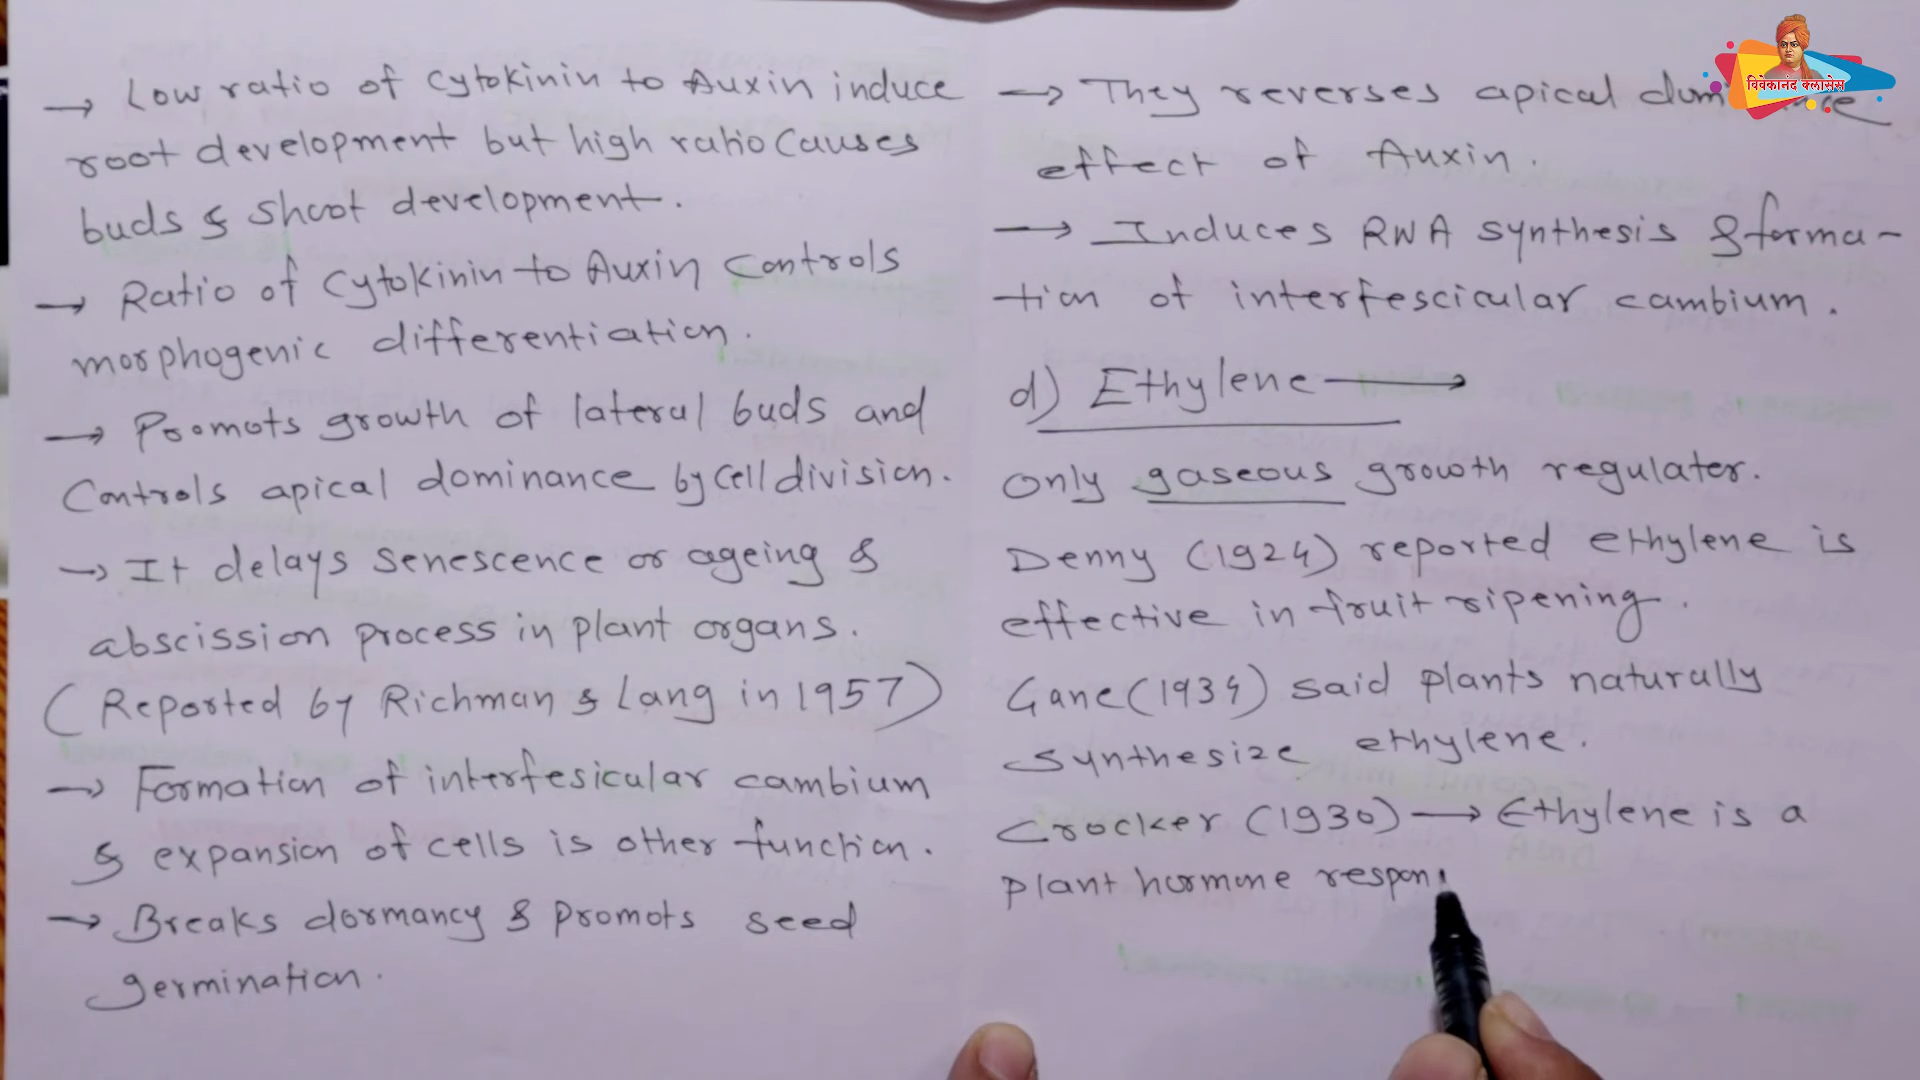 → Low ratio of cytokinin to Auxin induce
root development but high ratio causes
buds & shoot development.
→ Ratio of cytokinin to Auxin controls
morphogenic differentiation.
→ Promots growth of lateral buds and
Controls apical dominance by cell division.
→ It delays senescence or ageing &
abscission process in plant organs.
(Reported by Richman & Lang in 1957)
→ Formation of interfesicular cambium
& expansion of cells is other function.
→ Breaks dormancy & promots seed
germination.
→ They reverses apical dominance
effect of Auxin.
→ Induces RNA synthesis & forma-
tion of interfescicular cambium.
d) Ethylene →
only gaseous growth regulater.
Denny (1924) reported ethylene is
effective in fruit ripening.
Gane (1934) said plants naturally
synthesize ethylene.
Crocker (1930) → Ethylene is a
plant hormone respon
विवेकानंद क्लासेस